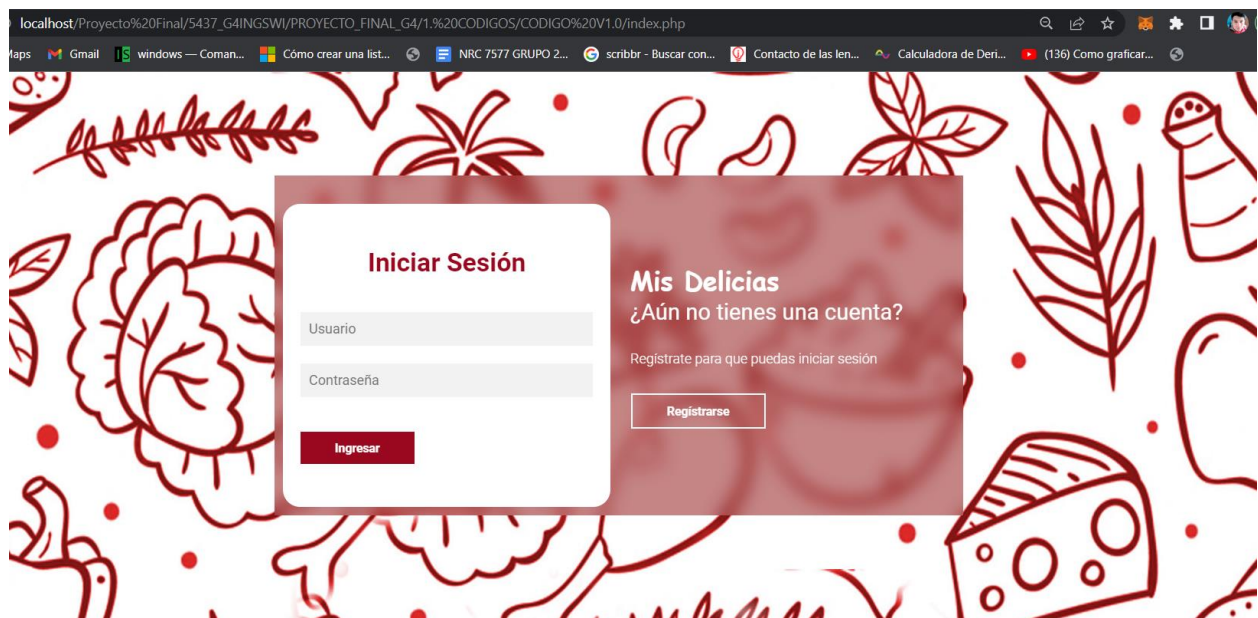 localhost/Proyecto%20Final/5437_G4INGSWI/PROYECTO_FINAL_G4/1.%20CODIGOS/CODIGO%20V1.0/index.php
Maps Gmail windows — Coman... Cómo crear una list... NRC 7577 GRUPO 2... scribbr - Buscar con... Contacto de las len... Calculadora de Deri... (136) Como graficar...
Iniciar Sesión
Usuario
Contraseña
Ingresar
Mis Delicias
¿Aún no tienes una cuenta?
Regístrate para que puedas iniciar sesión
Regístrarse